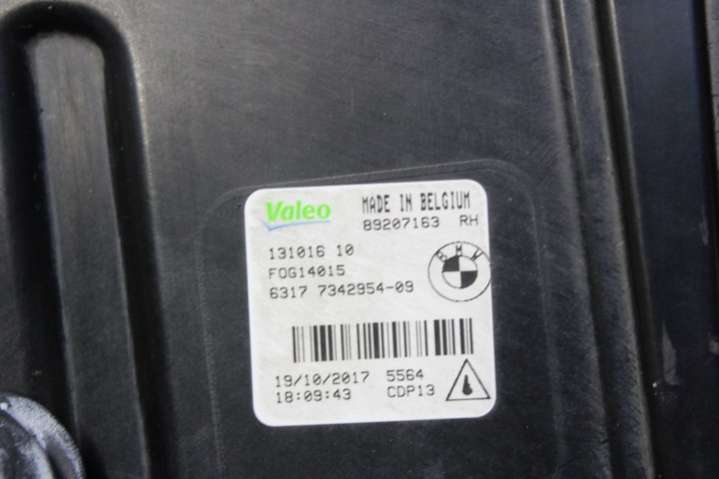 Valeo MADE IN BELGIUM
89207163 RH
131016 10
FOG14015
BMW
6317 7342954-09
19/10/2017 5564
18:09:43 CDP13